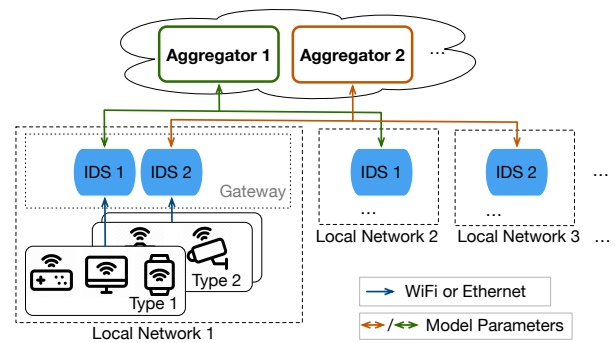 Aggregator 1
Aggregator 2
...
IDS 1
IDS 2
IDS 1
IDS 2
...
Gateway
...
...
Local Network 2
Local Network 3
...
Type 2
Type 1
Local Network 1
WiFi or Ethernet
/
Model Parameters